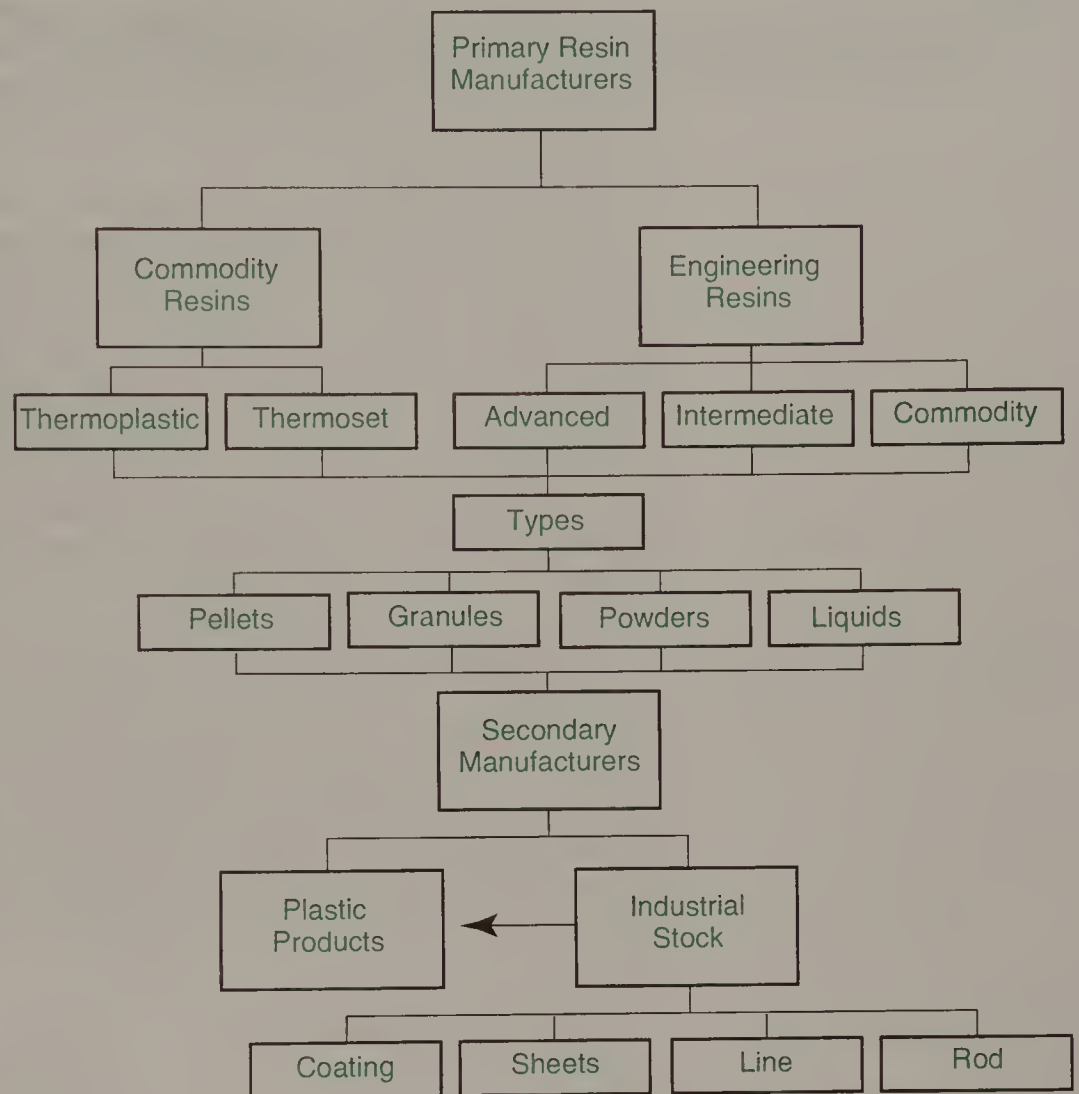 Primary Resin
Manufacturers
Commodity
Resins
Engineering
Resins
Thermoplastic
Thermoset
Advanced
Intermediate
Commodity
Types
Pellets
Granules
Powders
Liquids
Secondary
Manufacturers
Plastic
Products
Industrial
Stock
Coating
Sheets
Line
Rod